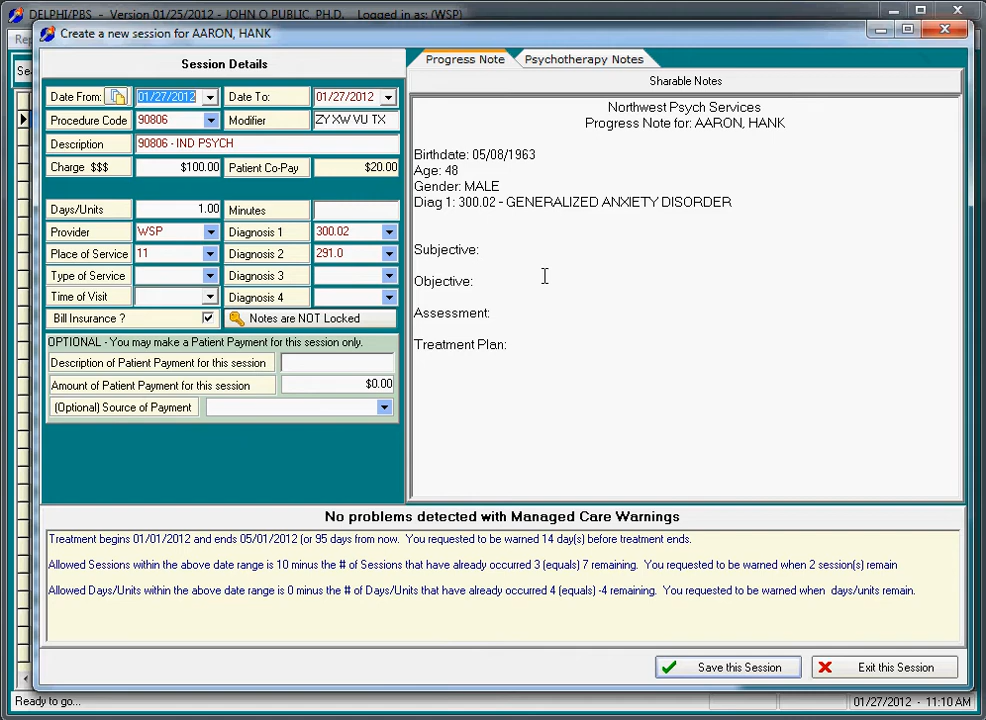 DELPHI/PBS - Version 01/25/2012 - JOHN Q PUBLIC, PH.D. Logged in as: (WSP)
Create a new session for AARON, HANK
Session Details
Date From: 01/27/2012 Date To: 01/27/2012
Procedure Code 90806 Modifier ZY XW VU TX
Description 90806 - IND PSYCH
Charge $$$ $100.00 Patient Co-Pay $20.00
Days/Units 1.00 Minutes
Provider WSP Diagnosis 1 300.02
Place of Service 11 Diagnosis 2 291.0
Type of Service Diagnosis 3
Time of Visit Diagnosis 4
Bill Insurance ? Notes are NOT Locked
OPTIONAL - You may make a Patient Payment for this session only.
Description of Patient Payment for this session
Amount of Patient Payment for this session $0.00
(Optional) Source of Payment
Progress Note Psychotherapy Notes
Sharable Notes
Northwest Psych Services
Progress Note for: AARON, HANK
Birthdate: 05/08/1963
Age: 48
Gender: MALE
Diag 1: 300.02 - GENERALIZED ANXIETY DISORDER
Subjective:
Objective:
Assessment:
Treatment Plan:
No problems detected with Managed Care Warnings
Treatment begins 01/01/2012 and ends 05/01/2012 (or 95 days from now. You requested to be warned 14 day(s) before treatment ends.
Allowed Sessions within the above date range is 10 minus the # of Sessions that have already occurred 3 (equals) 7 remaining. You requested to be warned when 2 session(s) remain
Allowed Days/Units within the above date range is 0 minus the # of Days/Units that have already occurred 4 (equals) -4 remaining. You requested to be warned when days/units remain.
Save this Session Exit this Session
Ready to go... 01/27/2012 - 11:10 AM